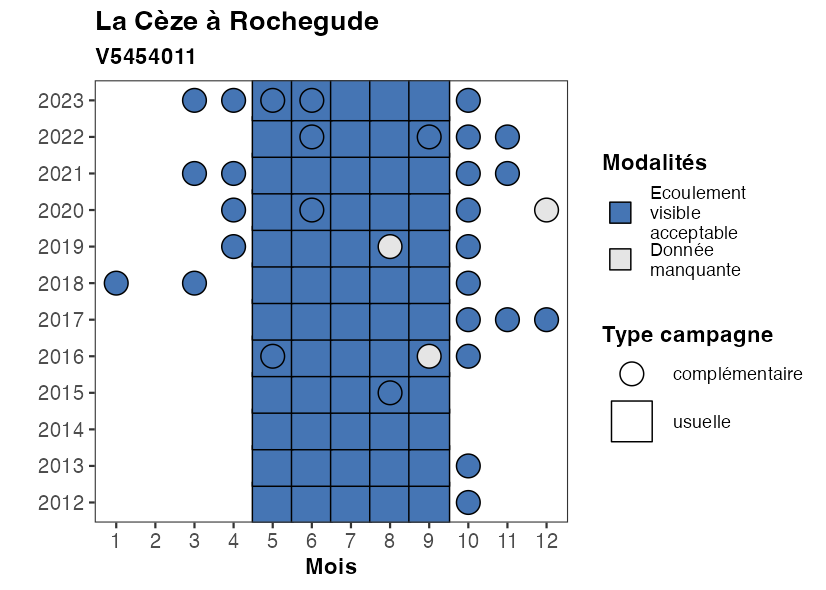 La Cèze à Rochegude
V5454011
2023
2022
2021
2020
2019
2018
2017
2016
2015
2014
2013
2012
1 2 3 4 5 6 7 8 9 10 11 12
Mois
Modalités
Ecoulement
visible
acceptable
Donnée
manquante
Type campagne
complémentaire
usuelle